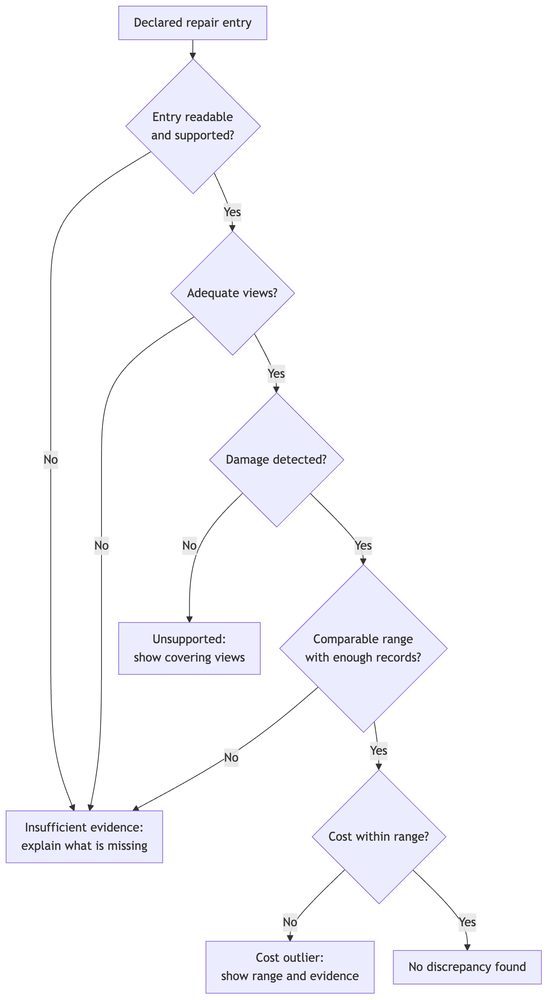 Declared repair entry
Entry readable
and supported?
Yes
Adequate views?
Yes
Damage detected?
No
No
No
Yes
Unsupported:
show covering views
Comparable range
with enough records?
No
Yes
Insufficient evidence:
explain what is missing
Cost within range?
No
Yes
Cost outlier:
show range and evidence
No discrepancy found